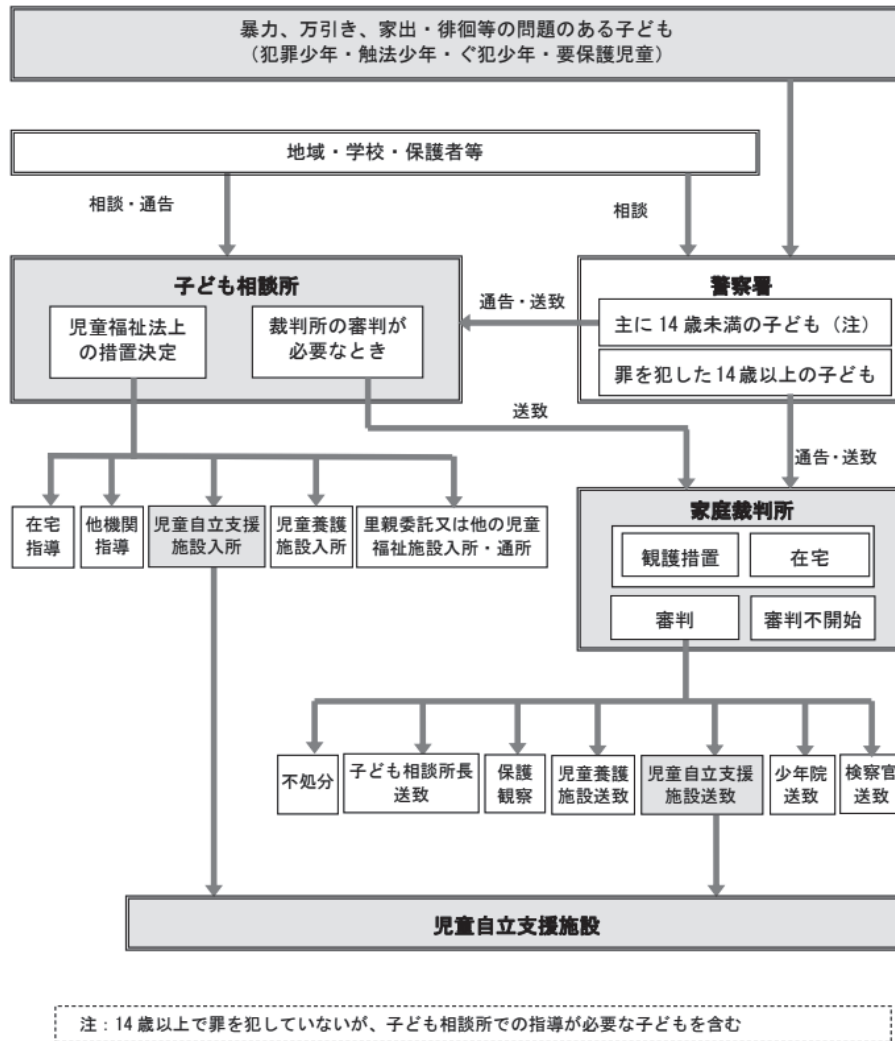 暴力、万引き、家出・徘徊等の問題のある子ども
（犯罪少年・触法少年・ぐ犯少年・要保護児童）
地域・学校・保護者等
相談・通告
相談
子ども相談所
児童福祉法上
の措置決定
裁判所の審判が
必要なとき
通告・送致
警察署
主に14歳未満の子ども（注）
罪を犯した14歳以上の子ども
送致
通告・送致
在宅
指導
他機関
指導
児童自立支援
施設入所
児童養護
施設入所
里親委託又は他の児童
福祉施設入所・通所
家庭裁判所
観護措置
在宅
審判
審判不開始
不処分
子ども相談所長
送致
保護
観察
児童養護
施設送致
児童自立支援
施設送致
少年院
送致
検察官
送致
児童自立支援施設
注：14歳以上で罪を犯していないが、子ども相談所での指導が必要な子どもを含む